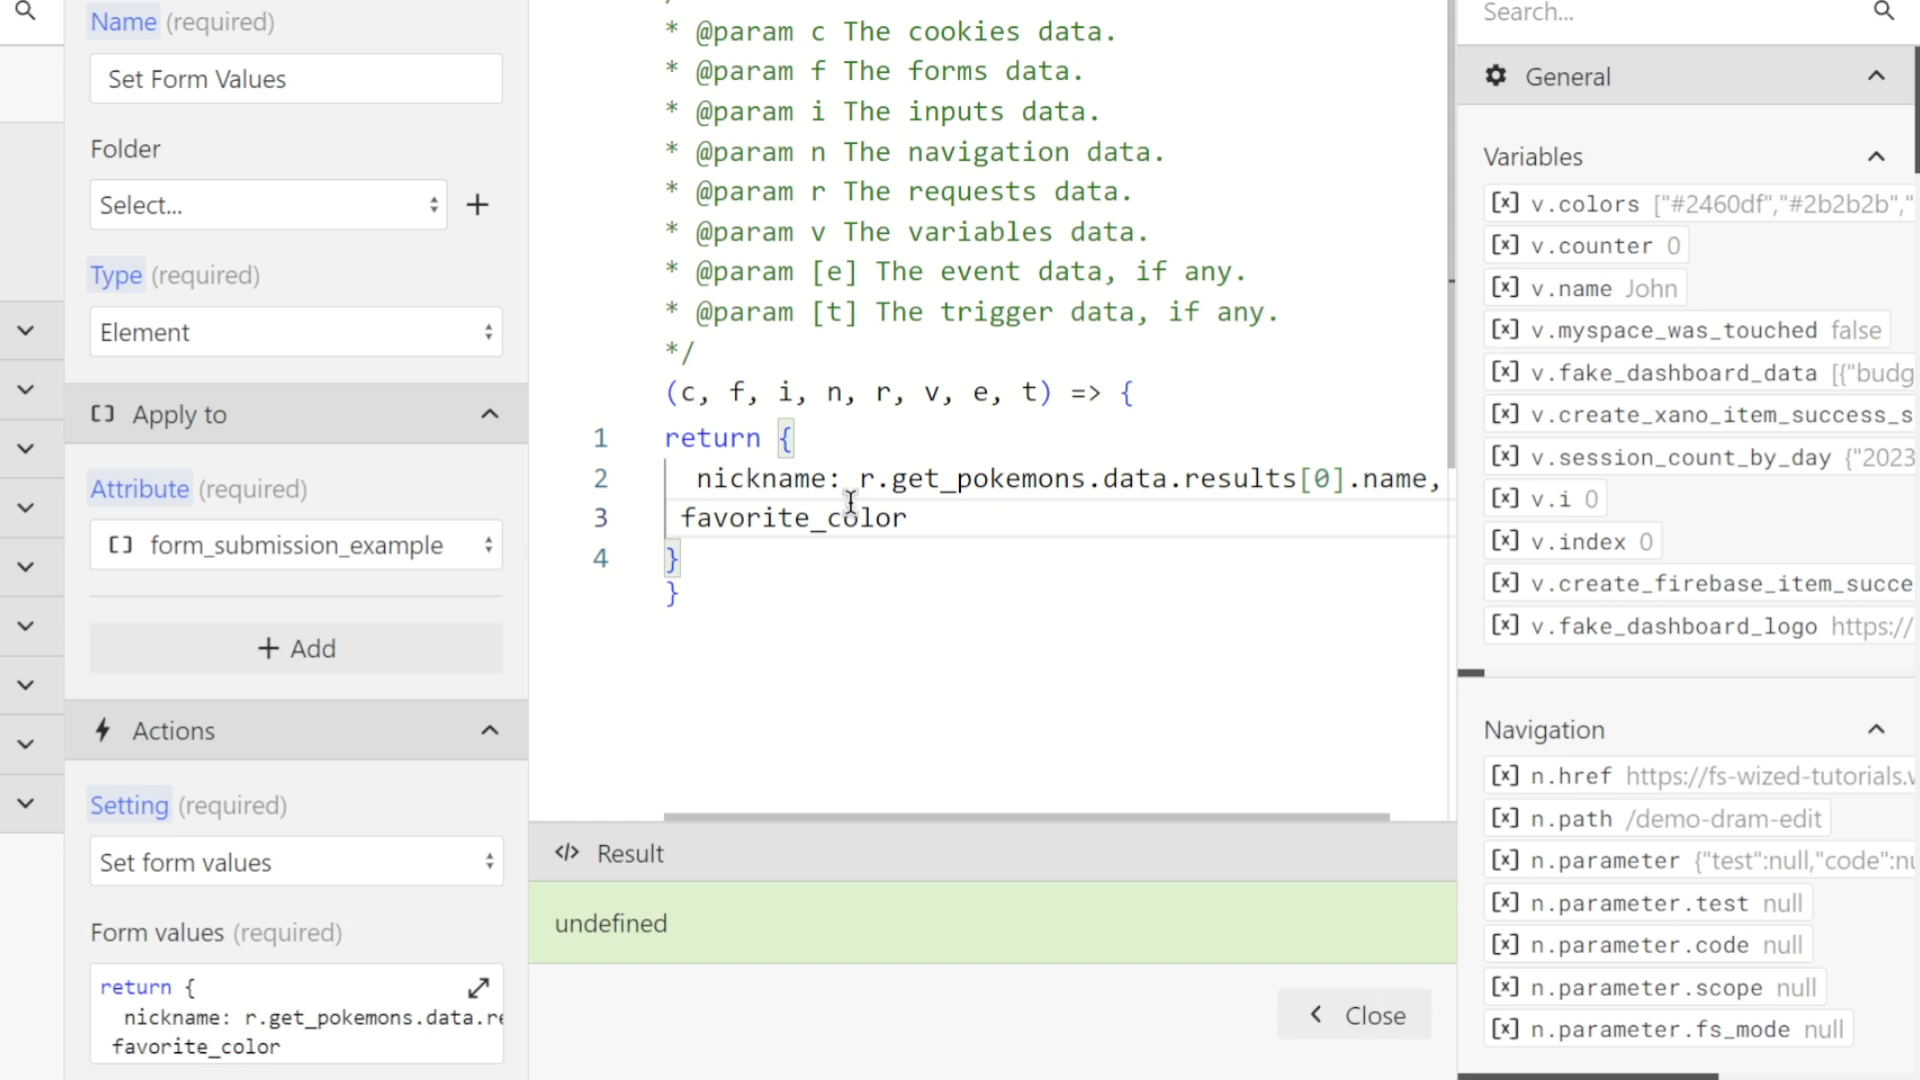 Name (required)
Set Form Values
Folder
Select...
Type (required)
Element
Apply to
Attribute (required)
form_submission_example
+ Add
Actions
Setting (required)
Set form values
Form values (required)
return {
nickname: r.get_pokemons.data.re
favorite_color
* @param c The cookies data.
* @param f The forms data.
* @param i The inputs data.
* @param n The navigation data.
* @param r The requests data.
* @param v The variables data.
* @param [e] The event data, if any.
* @param [t] The trigger data, if any.
*/
(c, f, i, n, r, v, e, t) => {
1 return {
2 nickname: r.get_pokemons.data.results[0].name,
3 favorite_color
4 }
}
</> Result
undefined
Close
Search...
General
Variables
[x] v.colors ["#2460df","#2b2b2b","
[x] v.counter 0
[x] v.name John
[x] v.myspace_was_touched false
[x] v.fake_dashboard_data [{"budg
[x] v.create_xano_item_success_s
[x] v.session_count_by_day {"2023
[x] v.i 0
[x] v.index 0
[x] v.create_firebase_item_succe
[x] v.fake_dashboard_logo https://
Navigation
[x] n.href https://fs-wized-tutorials.w
[x] n.path /demo-dram-edit
[x] n.parameter {"test":null,"code":nu
[x] n.parameter.test null
[x] n.parameter.code null
[x] n.parameter.scope null
[x] n.parameter.fs_mode null